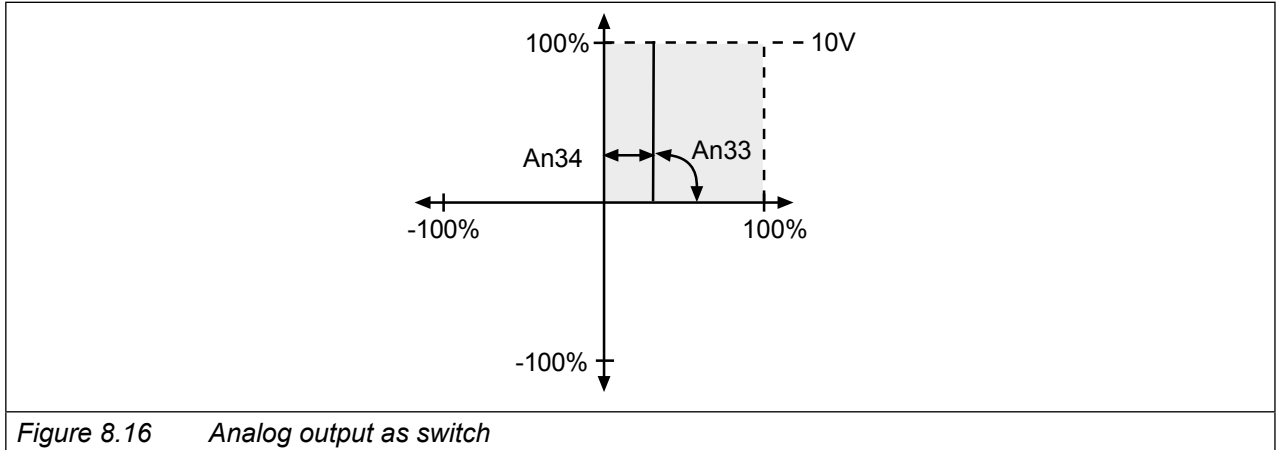 100%
10V
An34
An33
-100%
100%
-100%
Figure 8.16 Analog output as switch